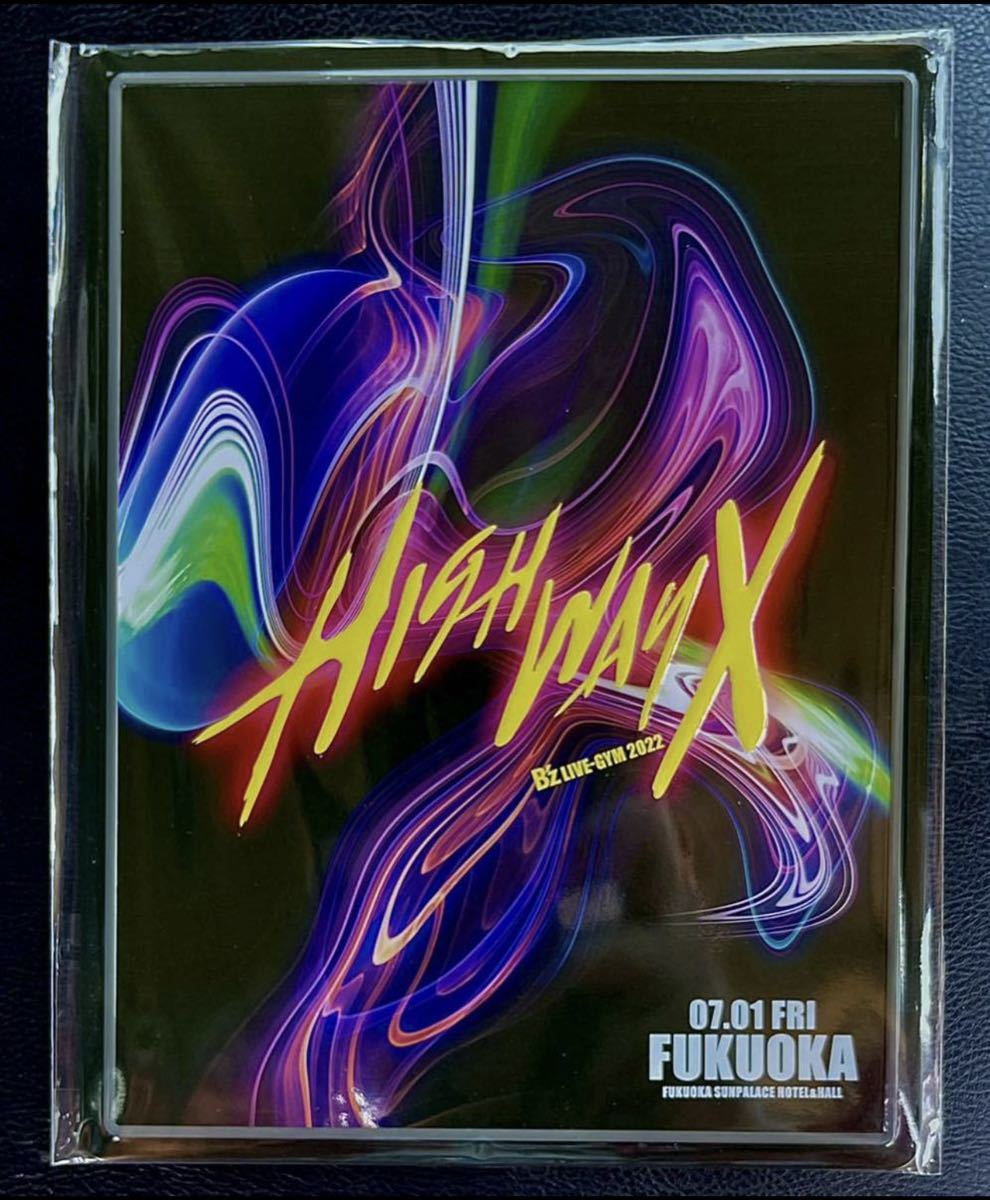 HIGHWAY X
B'z LIVE-GYM 2022
07.01 FRI
FUKUOKA
FUKUOKA SUNPALACE HOTEL&HALL